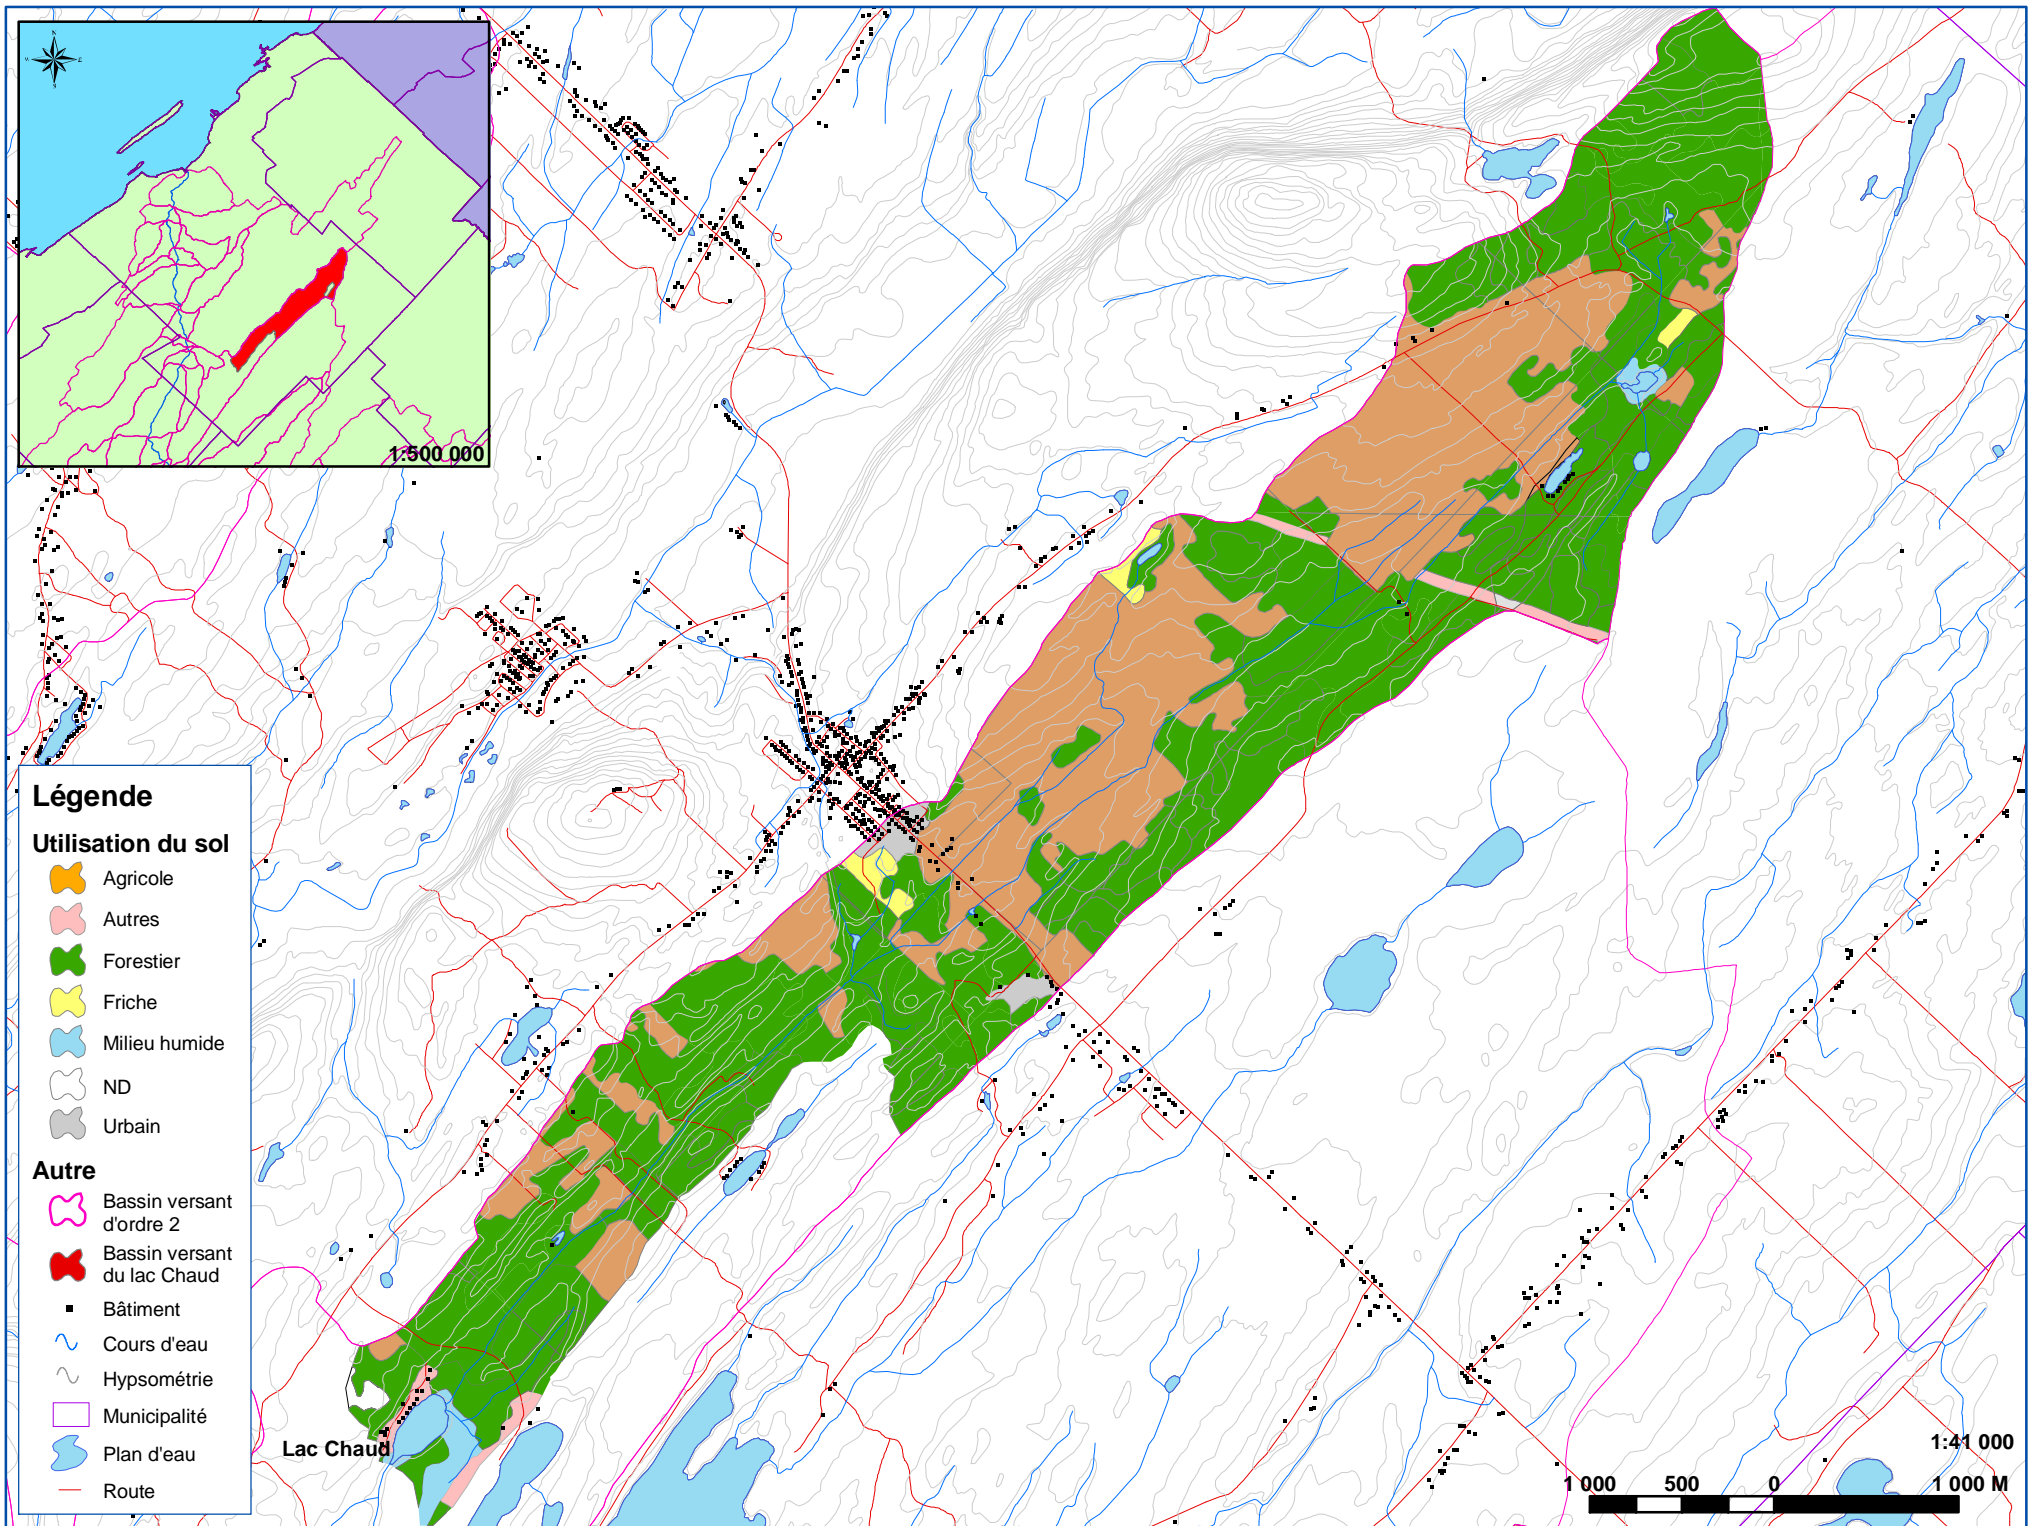 N
S
1:500 000
Légende
Utilisation du sol
Agricole
Autres
Forestier
Friche
Milieu humide
ND
Urbain
Autre
Bassin versant
d'ordre 2
Bassin versant
du lac Chaud
Bâtiment
Cours d'eau
Hypsométrie
Municipalité
Plan d'eau
Route
Lac Chaud
1:41 000
1 000 500 0 1 000 M